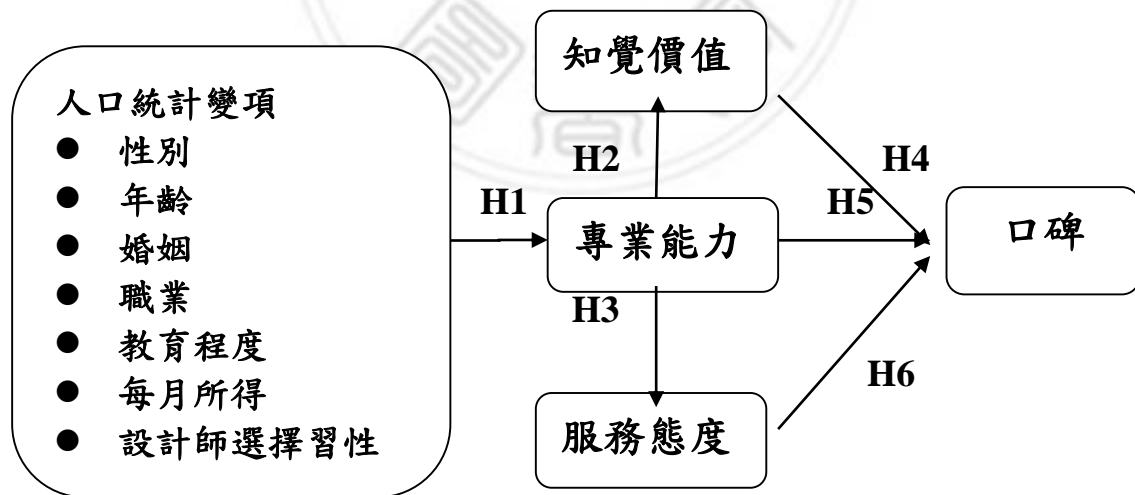 人口統計變項
● 性別
● 年齡
● 婚姻
● 職業
● 教育程度
● 每月所得
● 設計師選擇習性
H1
知覺價值
H2
專業能力
H3
服務態度
H4
H5
H6
口碑